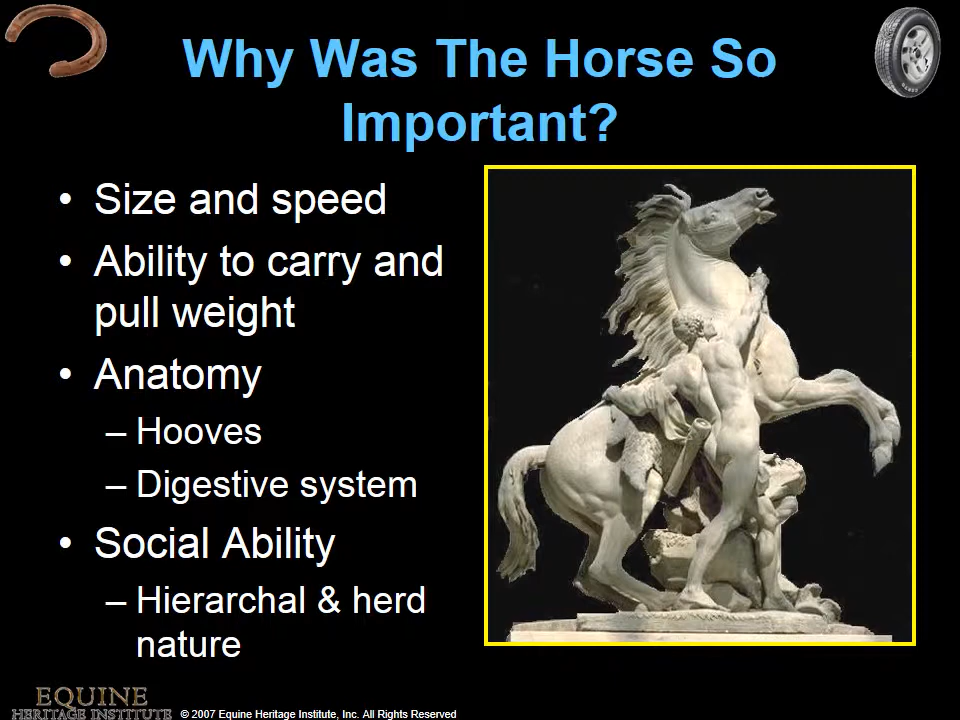 Why Was The Horse So
Important?
• Size and speed
• Ability to carry and
pull weight
• Anatomy
– Hooves
– Digestive system
• Social Ability
– Hierarchal & herd
nature
EQUINE
HERITAGE INSTITUTE
© 2007 Equine Heritage Institute, Inc. All Rights Reserved